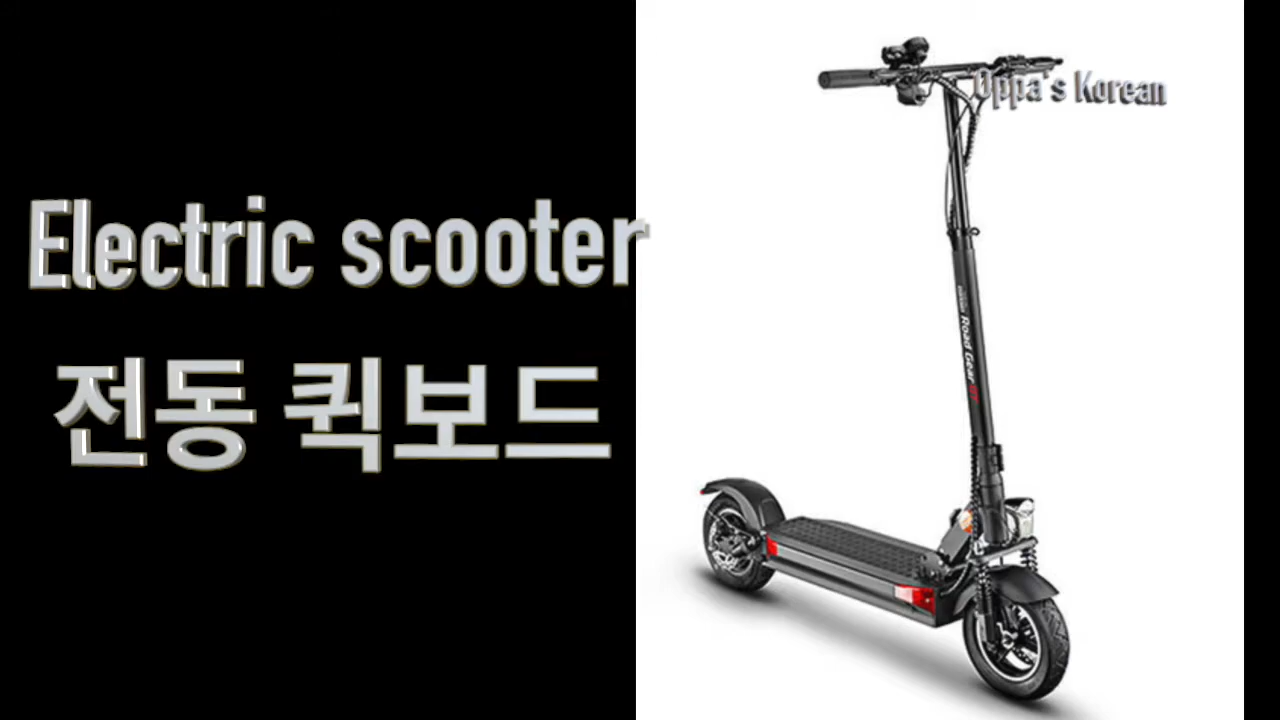 Electric scooter
전동 퀵보드
Oppa's Korean
Road Gear